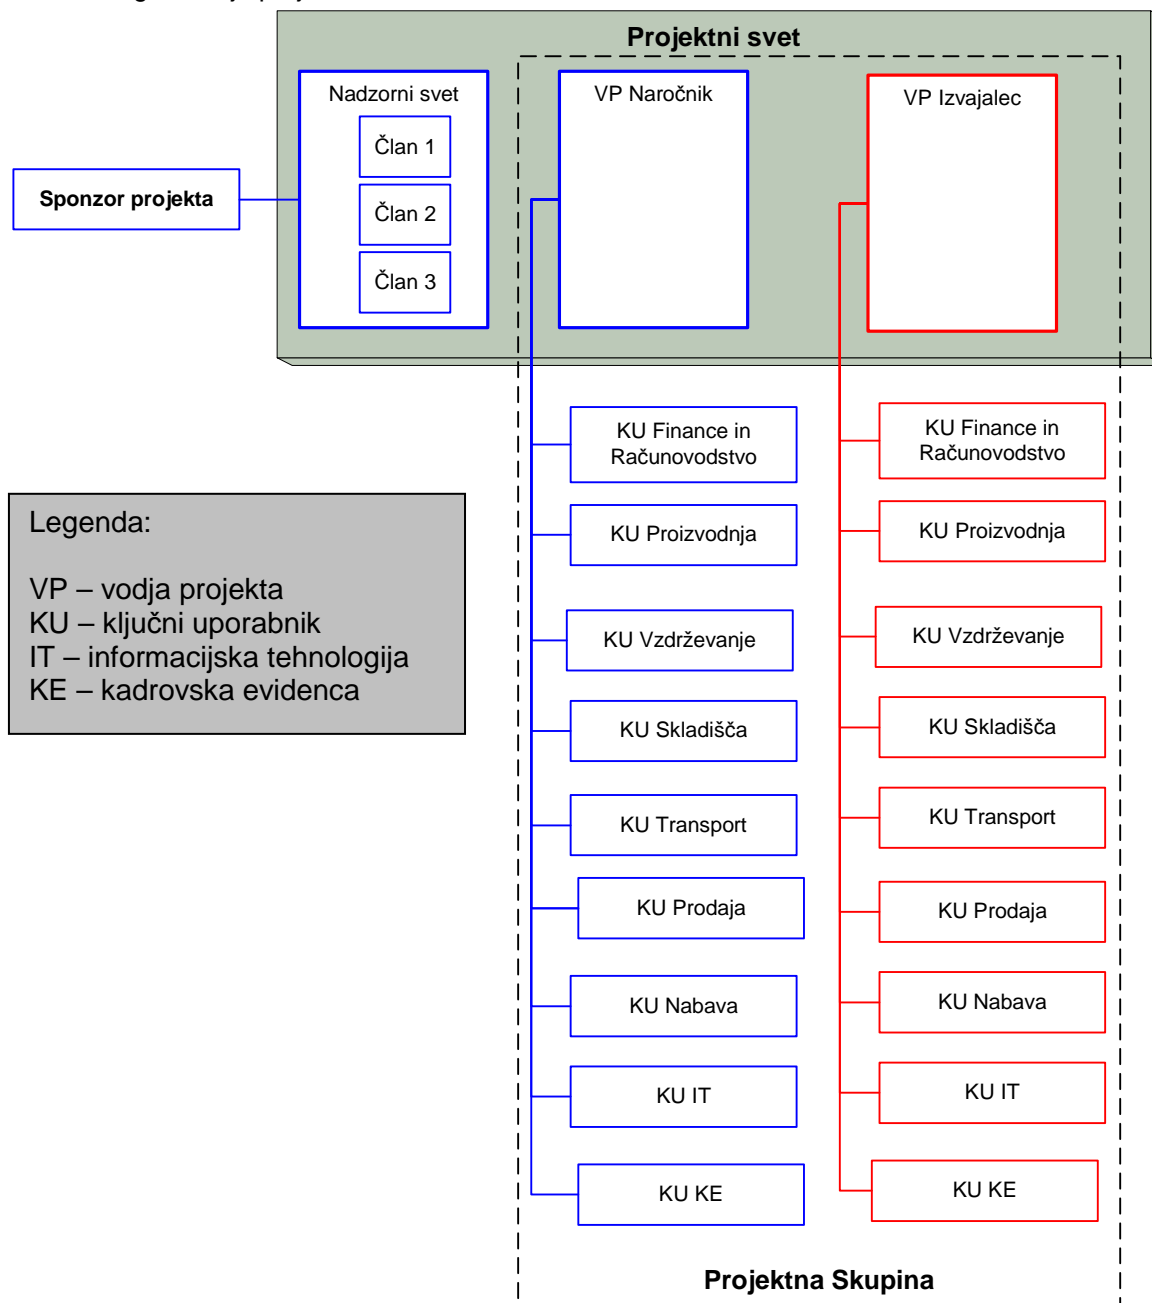 Projektni svet
Nadzorni svet
Član 1
Član 2
Član 3
VP Naročnik
VP Izvajalec
Sponzor projekta
KU Finance in
Računovodstvo
KU Proizvodnja
KU Vzdrževanje
KU Skladišča
KU Transport
KU Prodaja
KU Nabava
KU IT
KU KE
KU Finance in
Računovodstvo
KU Proizvodnja
KU Vzdrževanje
KU Skladišča
KU Transport
KU Prodaja
KU Nabava
KU IT
KU KE
Legenda:
VP – vodja projekta
KU – ključni uporabnik
IT – informacijska tehnologija
KE – kadrovska evidenca
Projektna Skupina